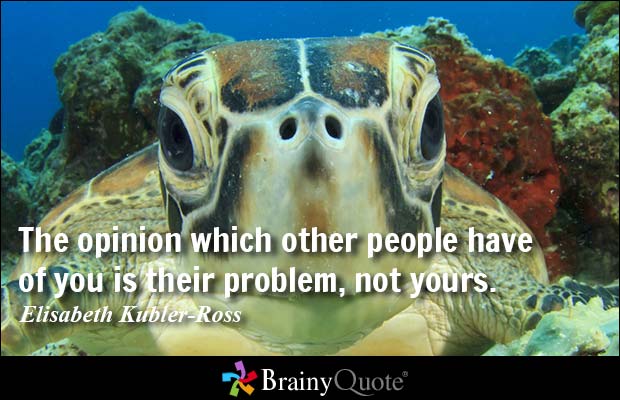 The opinion which other people have
of you is their problem, not yours.
Elisabeth Kubler-Ross
BrainyQuote®